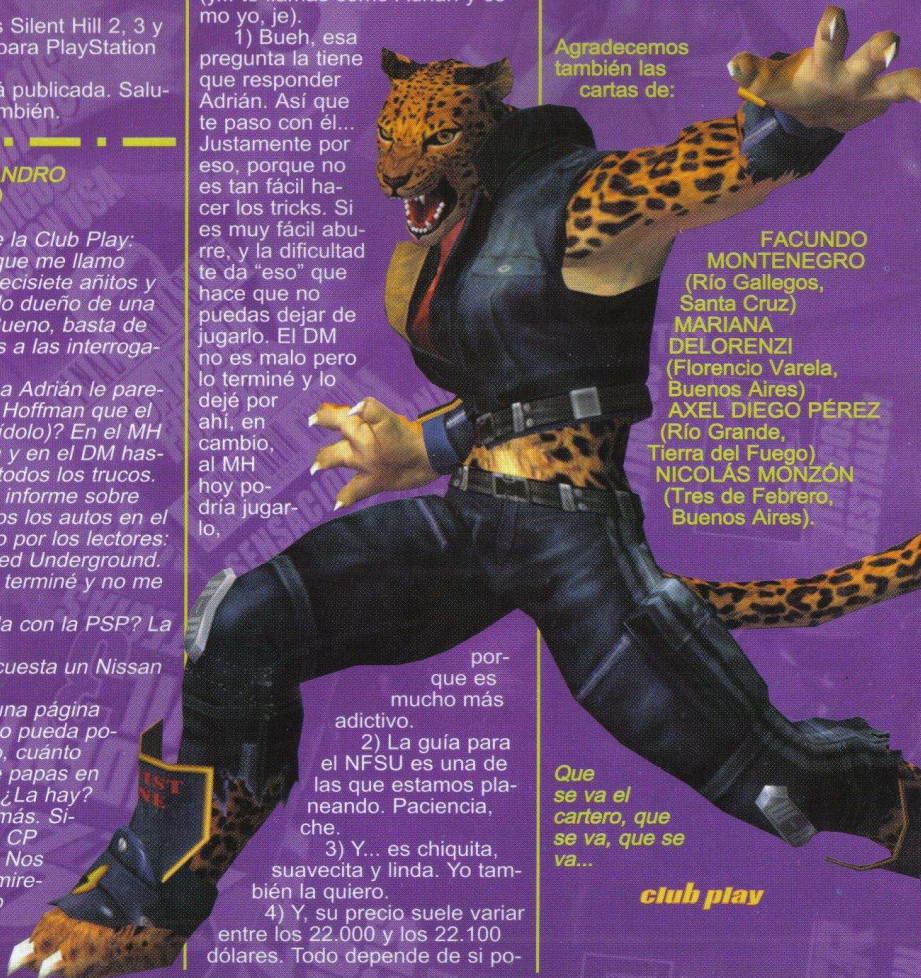 s Silent Hill 2, 3 y
para PlayStation
á publicada. Salu-
mbién.
NDRO
e la Club Play:
que me llamo
ecisiete añitos y
lo dueño de una
ueno, basta de
s a las interroga-
a Adrián le pare-
Hoffman que el
ídolo)? En el MH
y en el DM has-
todos los trucos.
informe sobre
os los autos en el
o por los lectores:
ed Underground.
terminé y no me
la con la PSP? La
cuesta un Nissan
una página
o pueda po-
o, cuánto
e papas en
¿La hay?
más. Si-
CP
Nos
mire-
o
mo yo, je).
1) Bueh, esa
pregunta la tiene
que responder
Adrián. Así que
te paso con él...
Justamente por
eso, porque no
es tan fácil ha-
cer los tricks. Si
es muy fácil abu-
rre, y la dificultad
te da "eso" que
hace que no
puedas dejar de
jugarlo. El DM
no es malo pero
lo terminé y lo
dejé por
ahí, en
cambio,
al MH
hoy po-
dría jugar-
lo,
por-
que es
mucho más
adictivo.
2) La guía para
el NFSU es una de
las que estamos pla-
neando. Paciencia,
che.
3) Y... es chiquita,
suavecita y linda. Yo tam-
bién la quiero.
4) Y, su precio suele variar
entre los 22.000 y los 22.100
dólares. Todo depende de si po-
Agradecemos
también las
cartas de:
FACUNDO
MONTENEGRO
(Río Gallegos,
Santa Cruz)
MARIANA
DELORENZI
(Florencio Varela,
Buenos Aires)
AXEL DIEGO PÉREZ
(Río Grande,
Tierra del Fuego)
NICOLÁS MONZÓN
(Tres de Febrero,
Buenos Aires).
Que
se va el
cartero, que
se va, que se
va...
club play